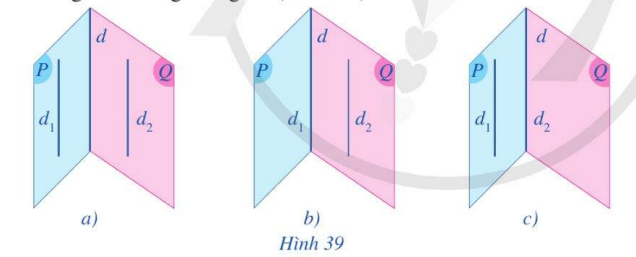 d d d
P Q P Q P Q
d₁ d₂ d₁ d₂ d₁ d₂
a) b) c)
Hình 39